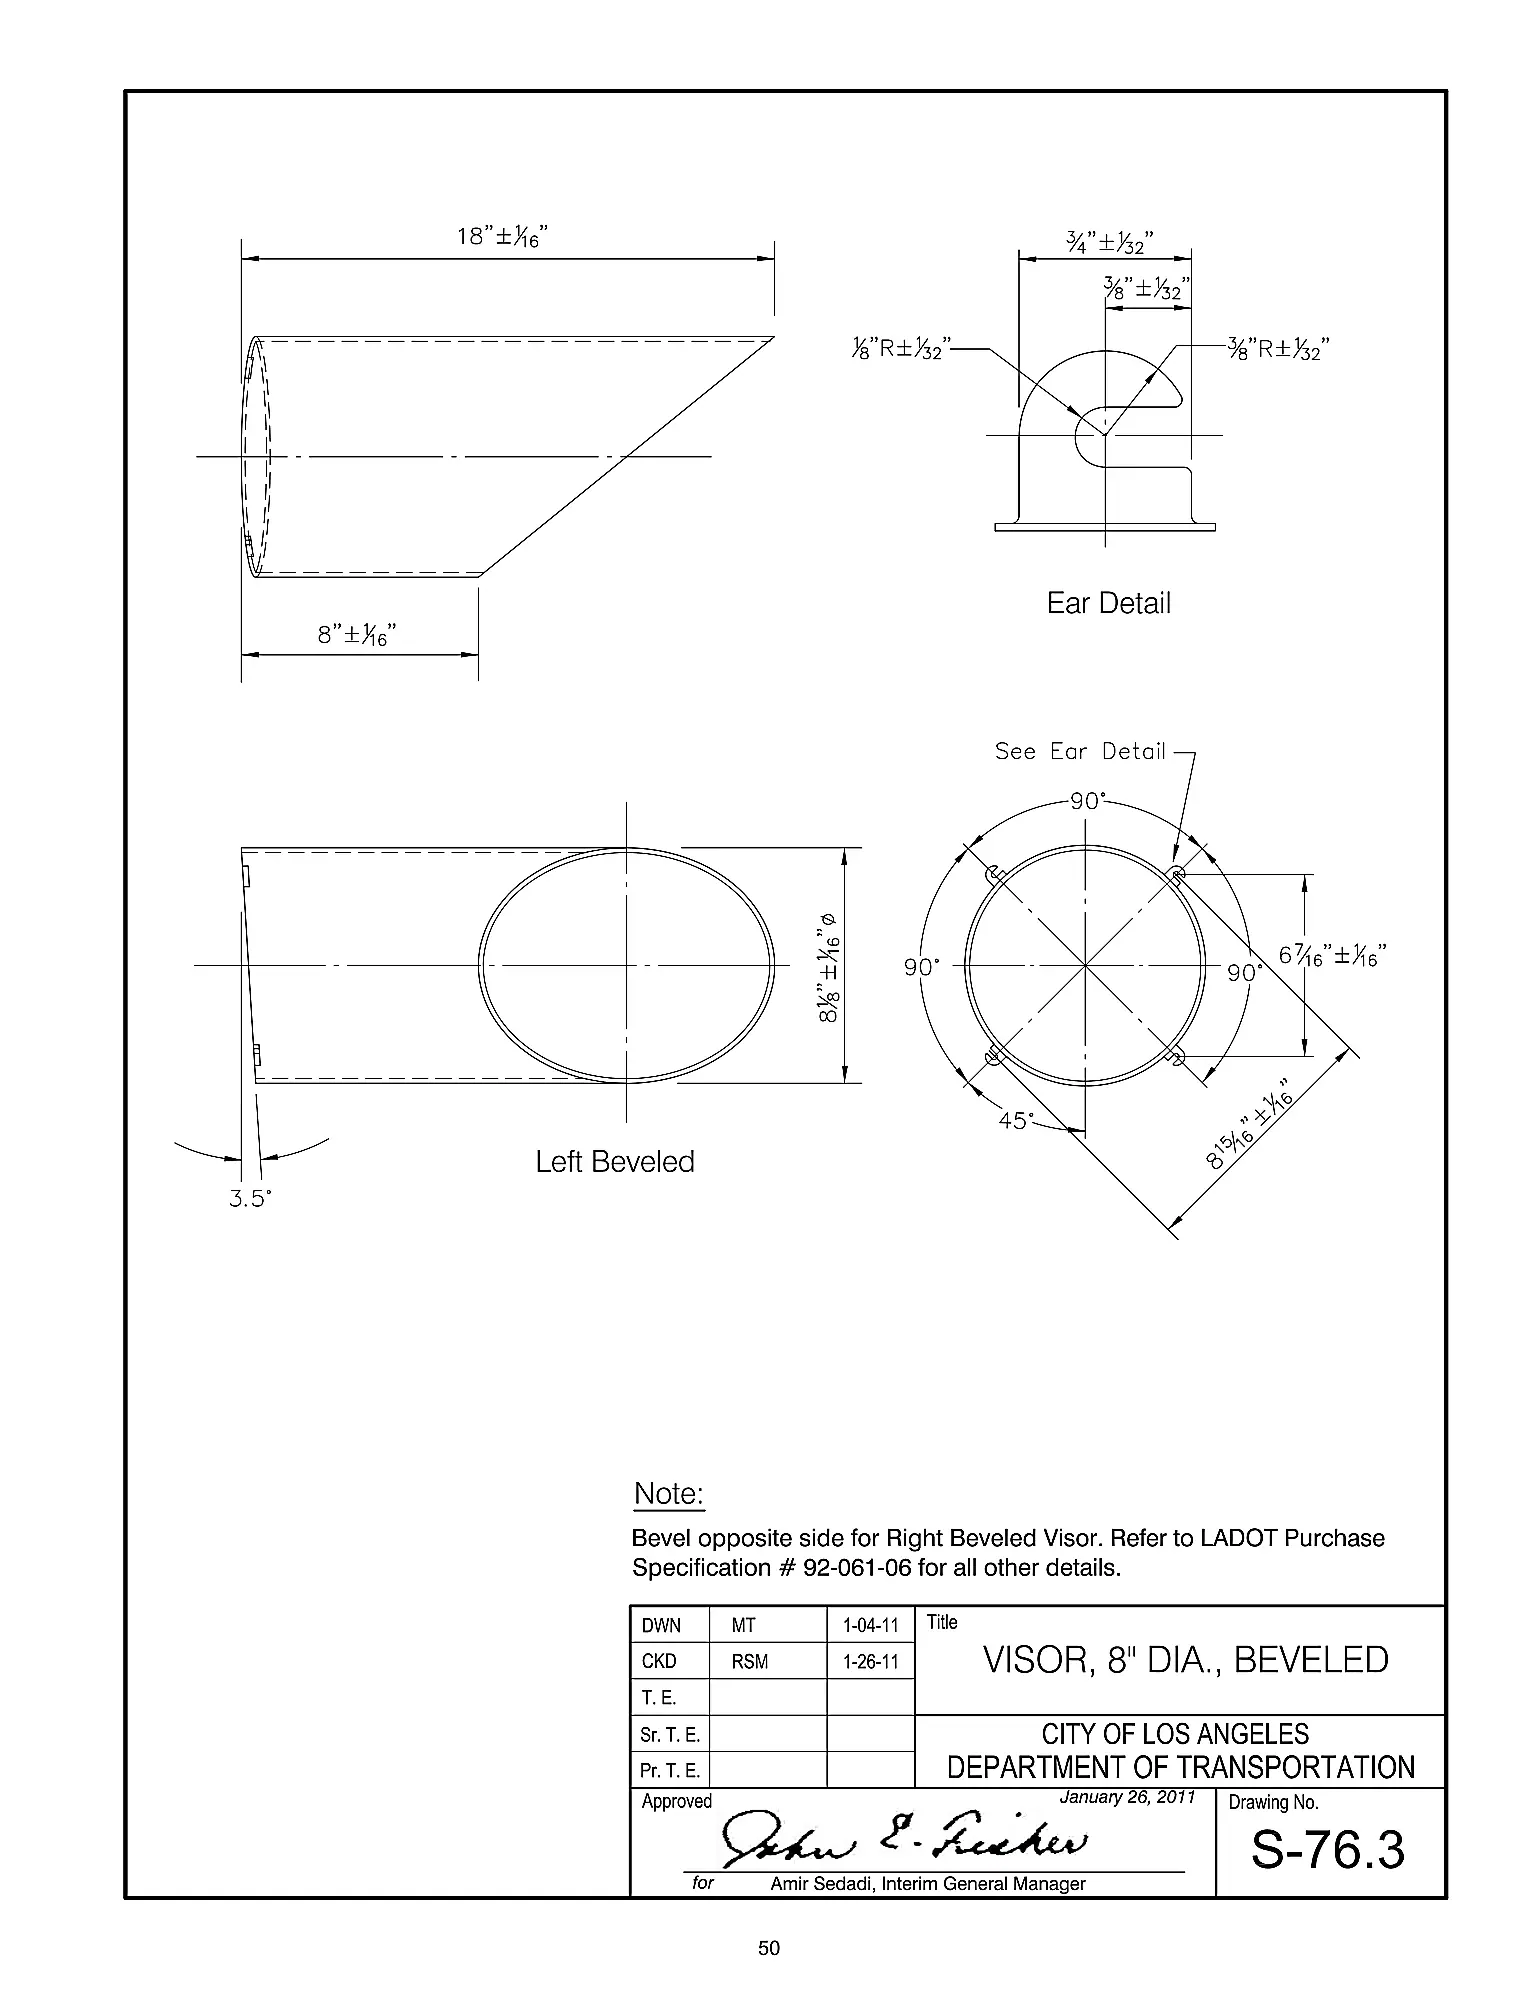 18”±1/16”
3/4”±1/32”
3/8”±1/32”
1/8”R±1/32”
3/8”R±1/32”
Ear Detail
8”±1/16”
See Ear Detail
90°
90°
90°
6 7/16”±1/16”
8 1/8”±1/16”ø
45°
8 15/16”±1/16”
Left Beveled
3.5°
Note:
Bevel opposite side for Right Beveled Visor. Refer to LADOT Purchase
Specification # 92-061-06 for all other details.
DWN MT 1-04-11
CKD RSM 1-26-11
T. E.
Sr. T. E.
Pr. T. E.
Title
VISOR, 8" DIA., BEVELED
CITY OF LOS ANGELES
DEPARTMENT OF TRANSPORTATION
Approved
January 26, 2011
John E. Fisher
for Amir Sedadi, Interim General Manager
Drawing No.
S-76.3
50